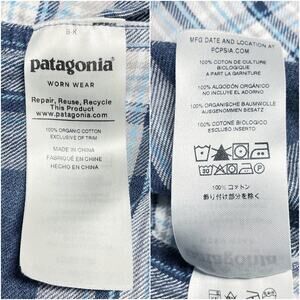 B-K
patagonia®
WORN WEAR
Repair, Reuse, Recycle
This Product
www.patagonia.com
100% ORGANIC COTTON
EXCLUSIVE OF TRIM
MADE IN CHINA
FABRIQUÉ EN CHINE
HECHO EN CHINA
MFG DATE AND LOCATION AT
PCPSIA.COM
100% COTON DE CULTURE
BIOLOGIQUE
À PART LA GARNITURE
100% ALGODÓN ORGÁNICO
NO INCLUYE EL ADORNO
100% ORGANISCHE BAUMWOLLE
AUSGENOMMEN BESATZ
100% COTONE BIOLOGICO
ESCLUSO INSERTO
100% コットン
飾り付け部分を除く